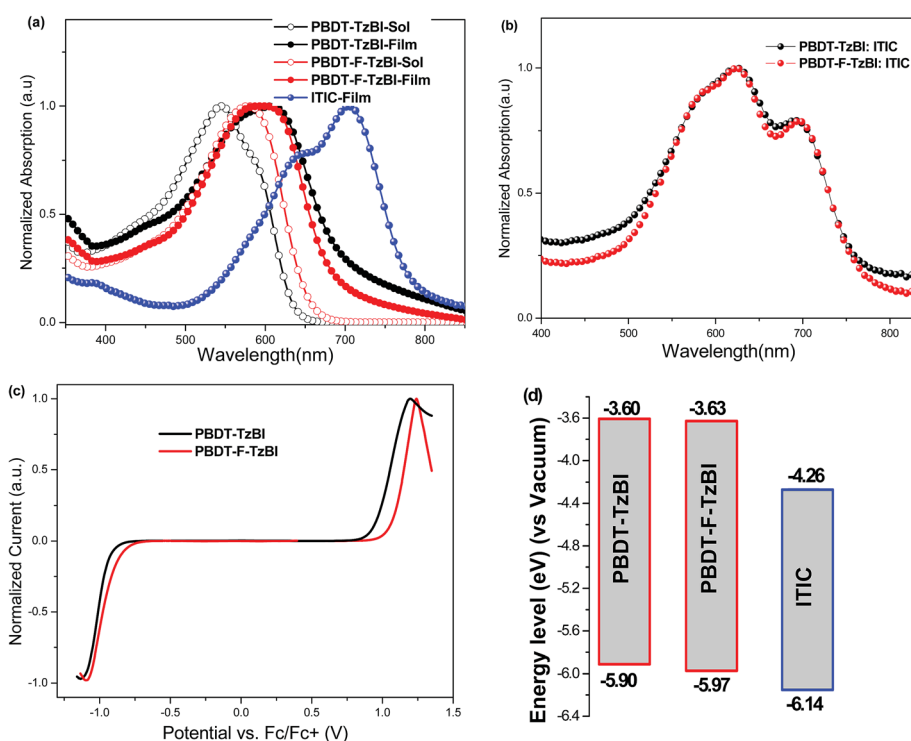 (a)
PBDT-TzBI-Sol
PBDT-TzBI-Film
PBDT-F-TzBI-Sol
PBDT-F-TzBI-Film
ITIC-Film
Normalized Absorption (a.u)
1.0
0.5
0.0
400 500 600 700 800
Wavelength(nm)
(b)
PBDT-TzBI: ITIC
PBDT-F-TzBI: ITIC
Normalized Absorption(a.u)
1.0
0.5
0.0
400 500 600 700 800
Wavelength(nm)
(c)
PBDT-TzBI
PBDT-F-TzBI
Normalized Current (a.u.)
1.0
0.5
0.0
-0.5
-1.0
-1.0 -0.5 0.0 0.5 1.0 1.5
Potential vs. Fc/Fc+ (V)
(d)
Energy level (eV) (vs Vacuum)
-3.6
-4.0
-4.4
-4.8
-5.2
-5.6
-6.0
-6.4
-3.60
PBDT-TzBI
-5.90
-3.63
PBDT-F-TzBI
-5.97
-4.26
ITIC
-6.14